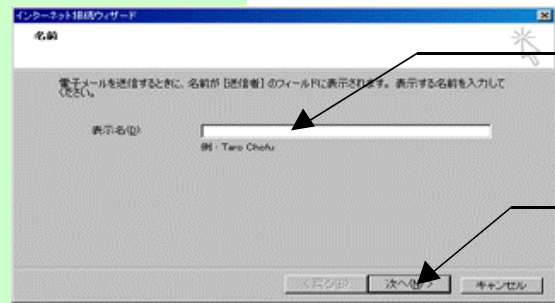 インターネット接続ウィザード
名前
電子メールを送信するときに、名前が [送信者] のフィールドに表示されます。表示する名前を入力して
ください。
表示名(D):
例 : Taro Chofu
< 戻る(B)
次へ(N) >
キャンセル